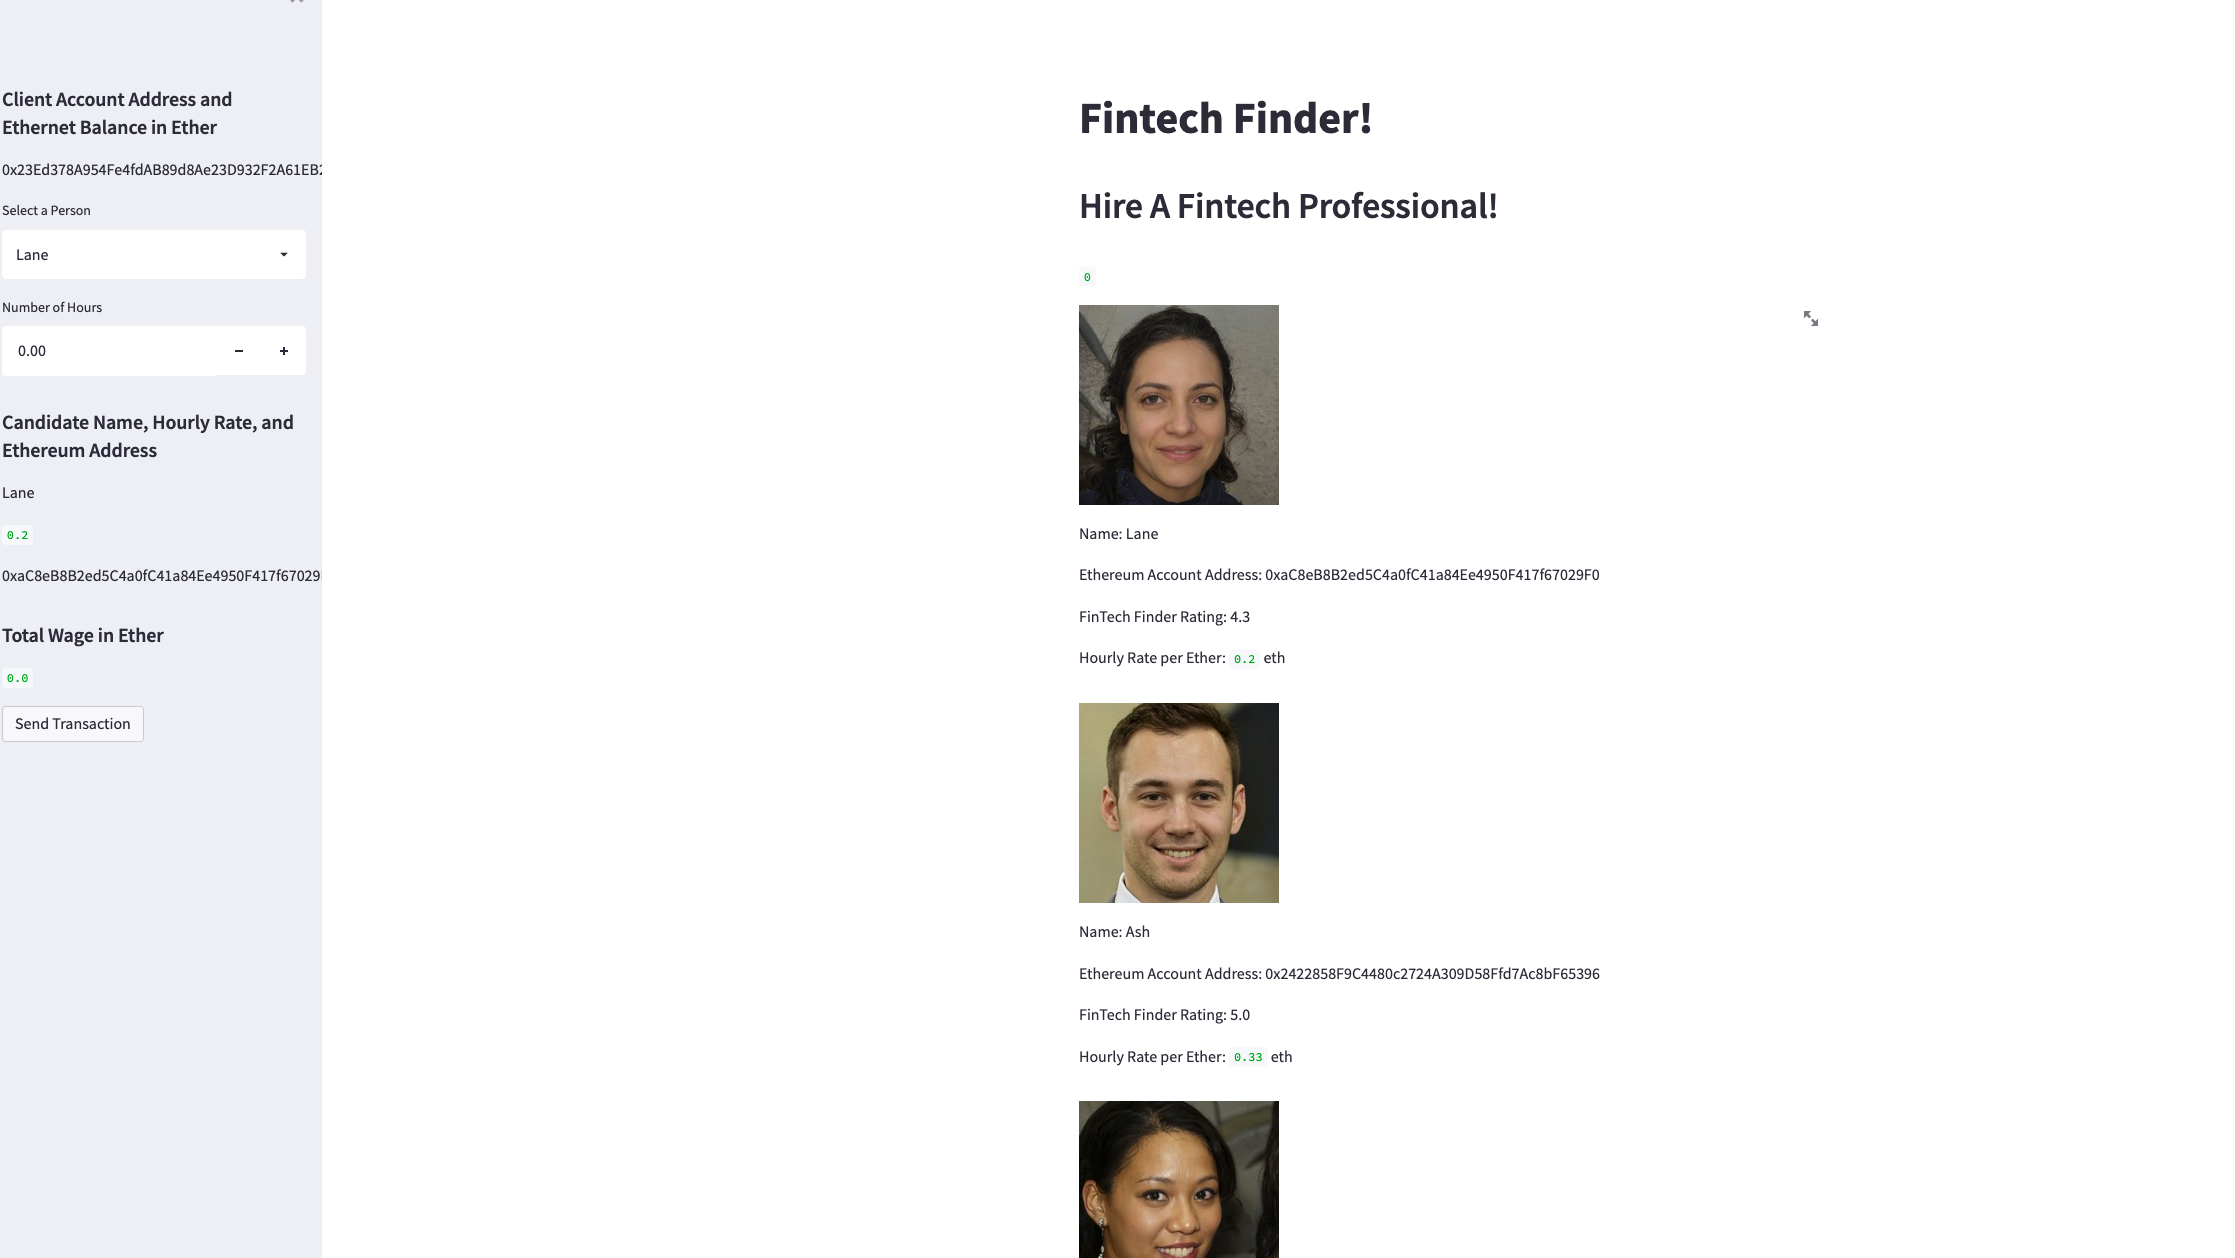 Client Account Address and
Ethernet Balance in Ether
0x23Ed378A954Fe4fdAB89d8Ae23D932F2A61EB2
Select a Person
Lane
Number of Hours
0.00
Candidate Name, Hourly Rate, and
Ethereum Address
Lane
0.2
0xaC8eB8B2ed5C4a0fC41a84Ee4950F417f67029
Total Wage in Ether
0.0
Send Transaction
Fintech Finder!
Hire A Fintech Professional!
0
Name: Lane
Ethereum Account Address: 0xaC8eB8B2ed5C4a0fC41a84Ee4950F417f67029F0
FinTech Finder Rating: 4.3
Hourly Rate per Ether: 0.2 eth
Name: Ash
Ethereum Account Address: 0x2422858F9C4480c2724A309D58Ffd7Ac8bF65396
FinTech Finder Rating: 5.0
Hourly Rate per Ether: 0.33 eth